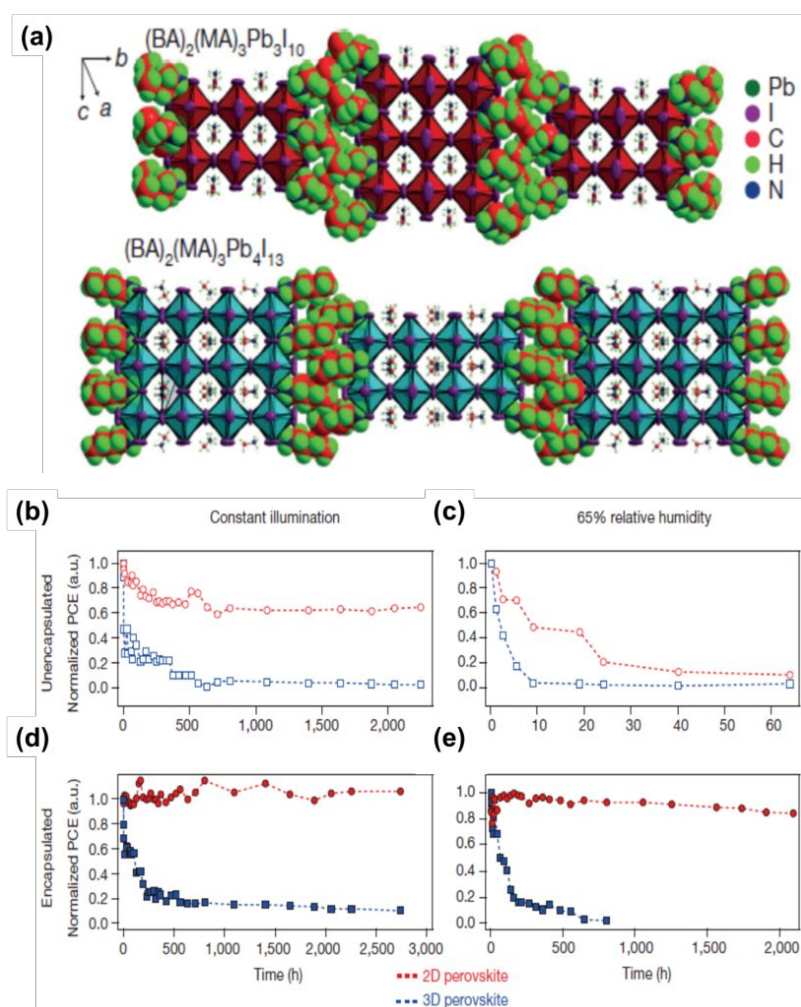 (a)
(BA)₂(MA)₃Pb₃I₁₀
b
c a
Pb
I
C
H
N
(BA)₂(MA)₃Pb₄I₁₃
(b)
Constant illumination
(c)
65% relative humidity
Unencapsulated
Normalized PCE (a.u.)
1.0
0.8
0.6
0.4
0.2
0.0
0 500 1,000 1,500 2,000
1.0
0.8
0.6
0.4
0.2
0.0
0 10 20 30 40 50 60
(d)
(e)
Encapsulated
Normalized PCE (a.u.)
1.0
0.8
0.6
0.4
0.2
0.0
0 500 1,000 1,500 2,000 2,500 3,000
Time (h)
1.0
0.8
0.6
0.4
0.2
0.0
0 500 1,000 2,000
Time (h)
2D perovskite
3D perovskite